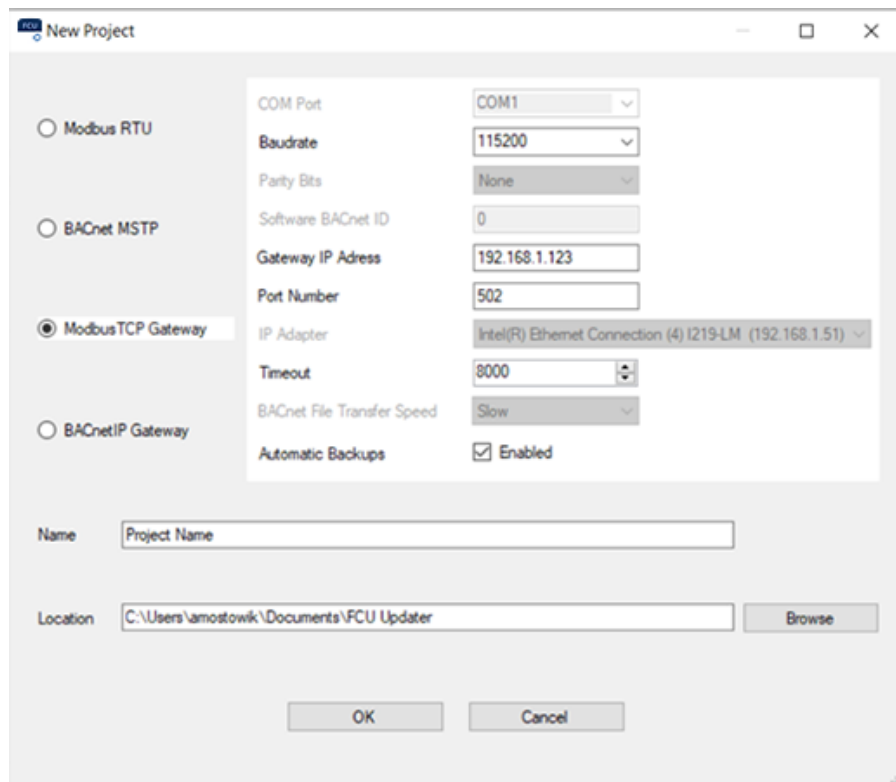 FCU New Project
COM Port COM1
Modbus RTU
Baudrate 115200
Parity Bits None
BACnet MSTP
Software BACnet ID 0
Gateway IP Adress 192.168.1.123
Port Number 502
ModbusTCP Gateway
IP Adapter Intel(R) Ethernet Connection (4) I219-LM (192.168.1.51)
Timeout 8000
BACnet File Transfer Speed Slow
BACnetIP Gateway
Automatic Backups Enabled
Name Project Name
Location C:\Users\amostowik\Documents\FCU Updater Browse
OK Cancel